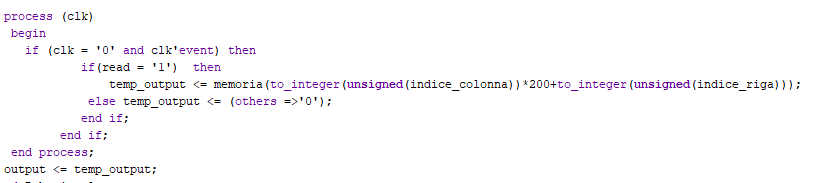 process (clk)
begin
if (clk = '0' and clk'event) then
if(read = '1') then
temp_output <= memoria(to_integer(unsigned(indice_colonna))*200+to_integer(unsigned(indice_riga)));
else temp_output <= (others =>'0');
end if;
end if;
end process;
output <= temp_output;